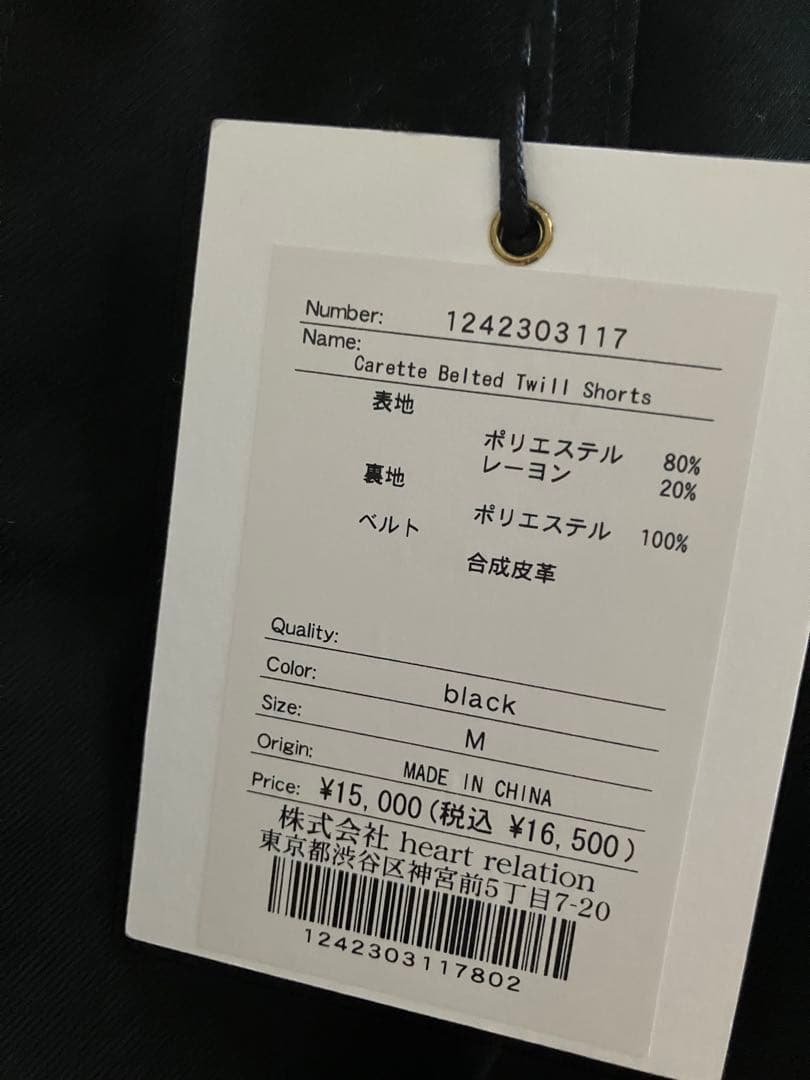 Number: 1242303117
Name:
Carette Belted Twill Shorts
表地
ポリエステル 80%
レーヨン 20%
裏地
ポリエステル 100%
ベルト
合成皮革
Quality:
Color: black
Size: M
Origin: MADE IN CHINA
Price: ¥15,000(税込 ¥16,500)
株式会社 heart relation
東京都渋谷区神宮前5丁目7-20
1242303117802